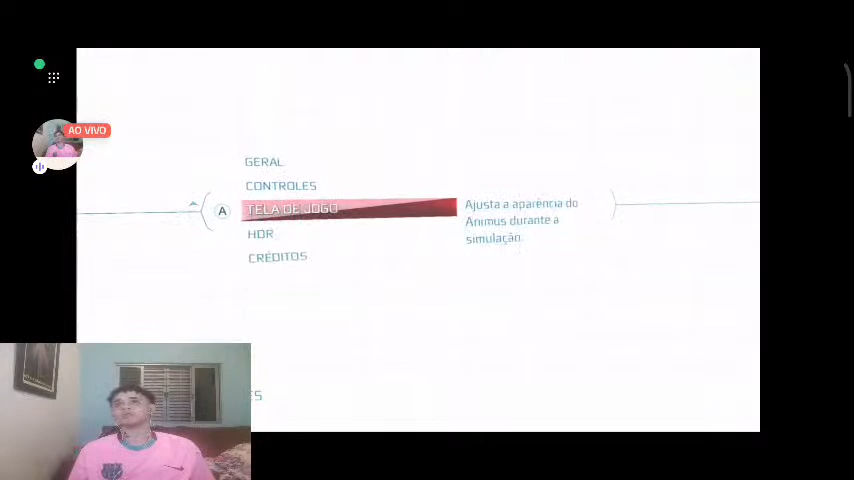 AO VIVO
GERAL
CONTROLES
A
TELA DE JOGO
Ajusta a aparência do
Animus durante a
simulação.
HDR
CRÉDITOS